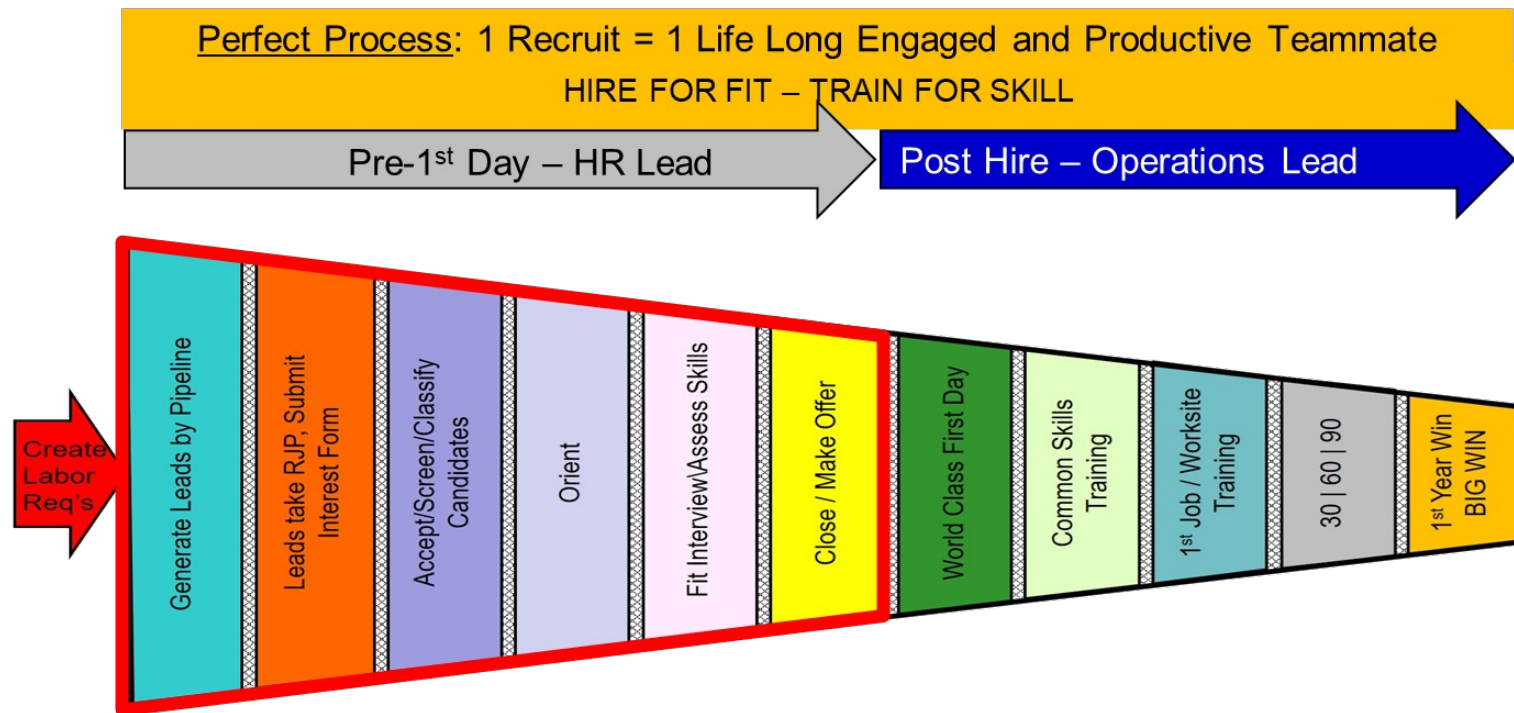 Perfect Process: 1 Recruit = 1 Life Long Engaged and Productive Teammate
HIRE FOR FIT – TRAIN FOR SKILL
Pre-1st Day – HR Lead
Post Hire – Operations Lead
Create
Labor
Req's
Generate Leads by Pipeline
Leads take RJP, Submit
Interest Form
Accept/Screen/Classify
Candidates
Orient
Fit Interview\Assess Skills
Close / Make Offer
World Class First Day
Common Skills
Training
1st Job / Worksite
Training
30 | 60 | 90
1st Year Win
BIG WIN